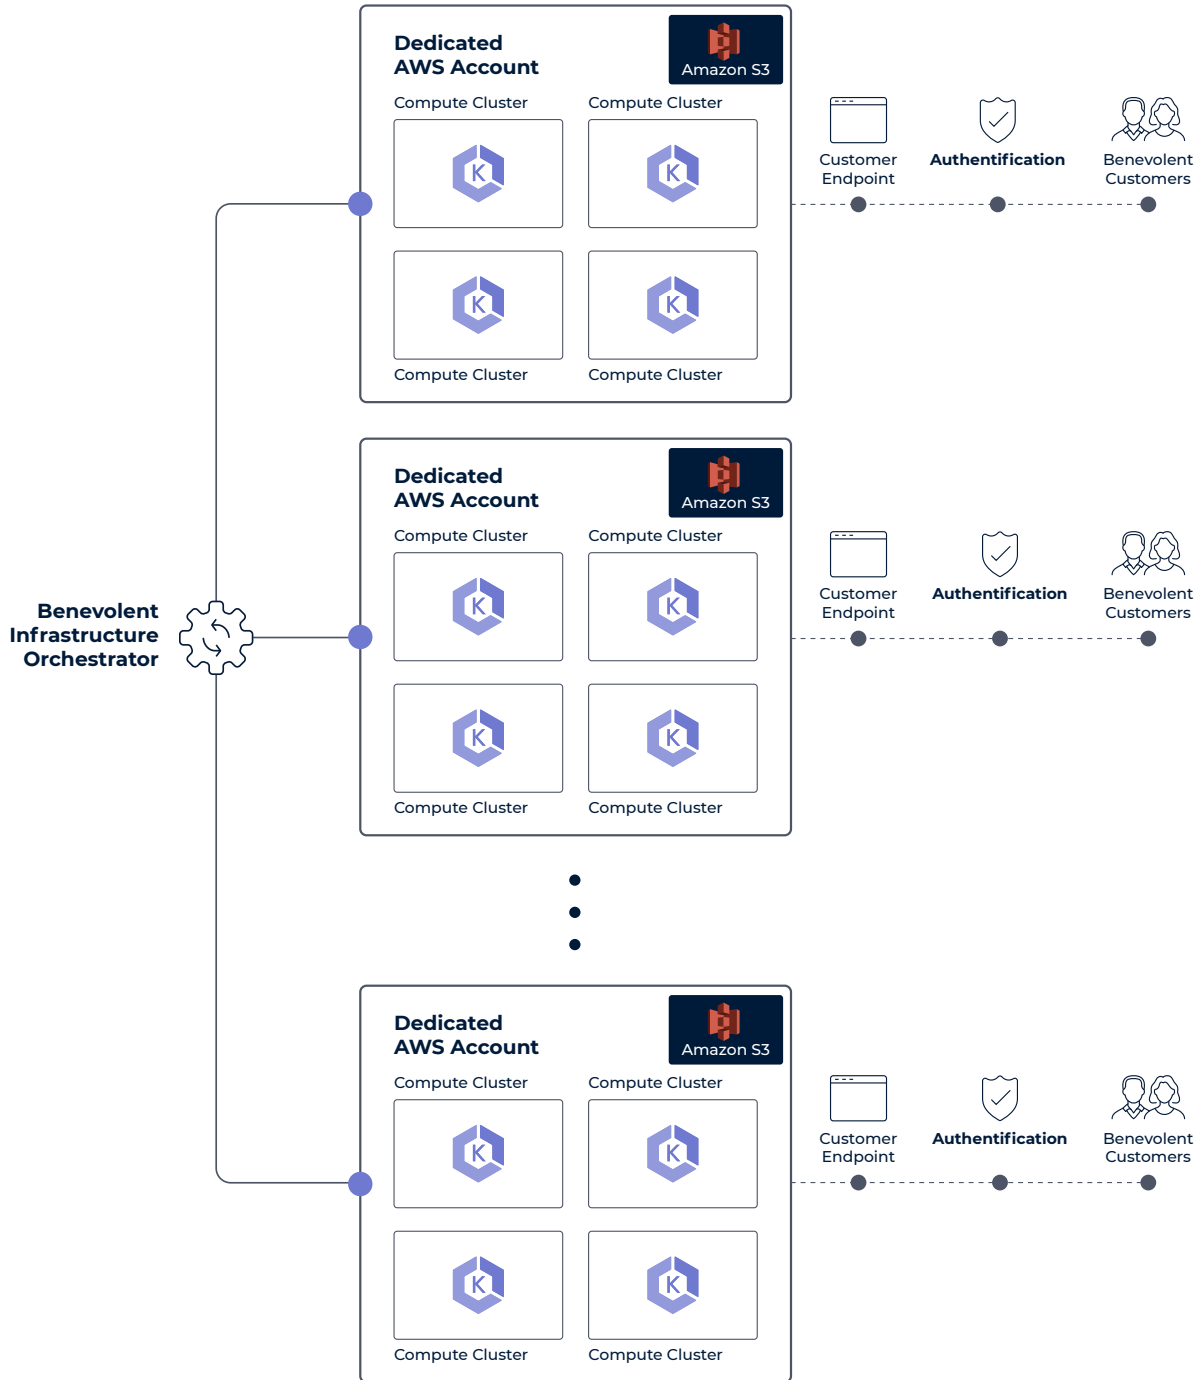 Dedicated
AWS Account
Amazon S3
Compute Cluster
Compute Cluster
K
K
K
K
Compute Cluster
Compute Cluster
Customer
Endpoint
Authentification
Benevolent
Customers
Benevolent
Infrastructure
Orchestrator
Dedicated
AWS Account
Amazon S3
Compute Cluster
Compute Cluster
K
K
K
K
Compute Cluster
Compute Cluster
Customer
Endpoint
Authentification
Benevolent
Customers
Dedicated
AWS Account
Amazon S3
Compute Cluster
Compute Cluster
K
K
K
K
Compute Cluster
Compute Cluster
Customer
Endpoint
Authentification
Benevolent
Customers